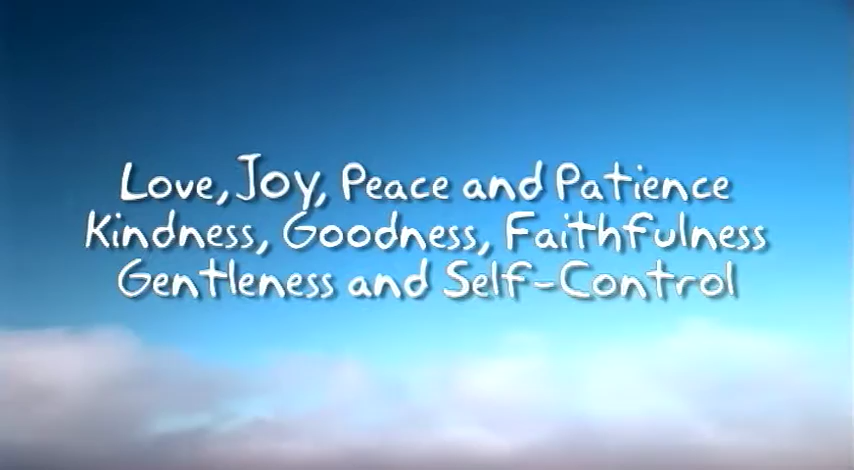 Love, Joy, Peace and Patience
Kindness, Goodness, Faithfulness
Gentleness and Self-Control